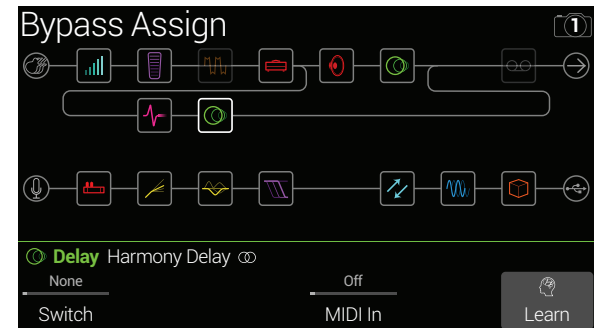 Bypass Assign
1
Delay Harmony Delay
None Off
Switch MIDI In Learn